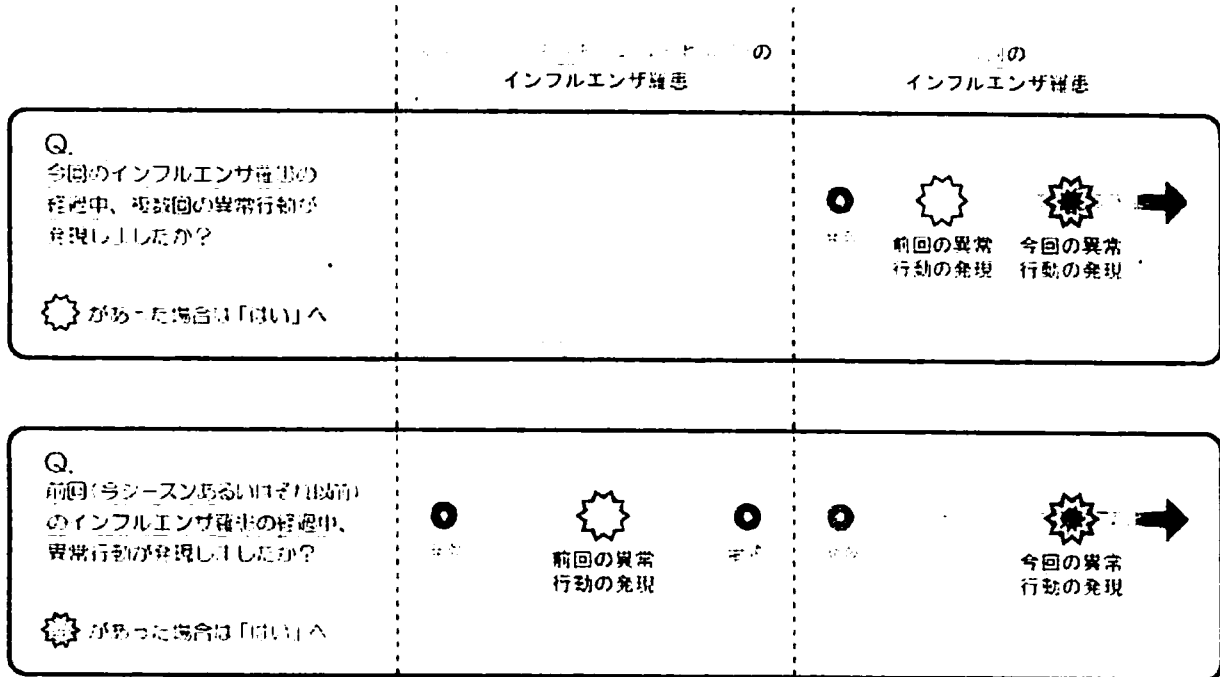 の
インフルエンザ罹患
の
インフルエンザ罹患
Q.
今回のインフルエンザ罹患の
経過中、複数回の異常行動が
発現しましたか？
があった場合は「はい」へ
前回の異常
行動の発現
今回の異常
行動の発現
Q.
前回(今シーズンあるいはそれ以前)
のインフルエンザ罹患の経過中、
異常行動が発現しましたか？
があった場合は「はい」へ
前回の異常
行動の発現
今回の異常
行動の発現